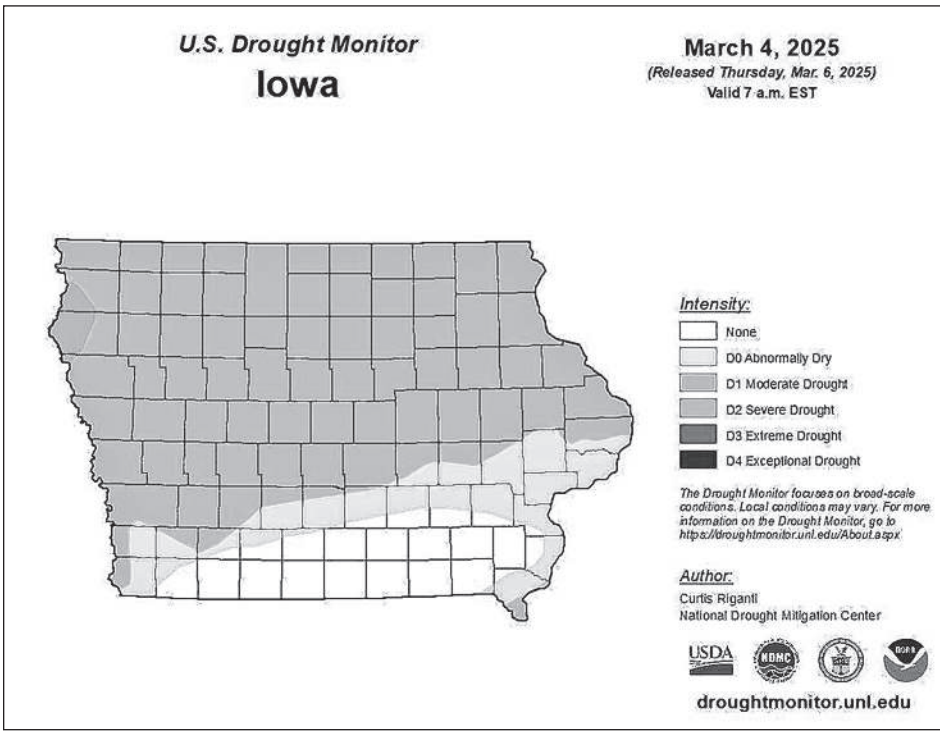 U.S. Drought Monitor
Iowa
March 4, 2025
(Released Thursday, Mar. 6, 2025)
Valid 7 a.m. EST
Intensity:
None
D0 Abnormally Dry
D1 Moderate Drought
D2 Severe Drought
D3 Extreme Drought
D4 Exceptional Drought
The Drought Monitor focuses on broad-scale
conditions. Local conditions may vary. For more
information on the Drought Monitor, go to
https://droughtmonitor.unl.edu/About.aspx
Author:
Curtis Riganti
National Drought Mitigation Center
USDA
NDMC
NOAA
droughtmonitor.unl.edu